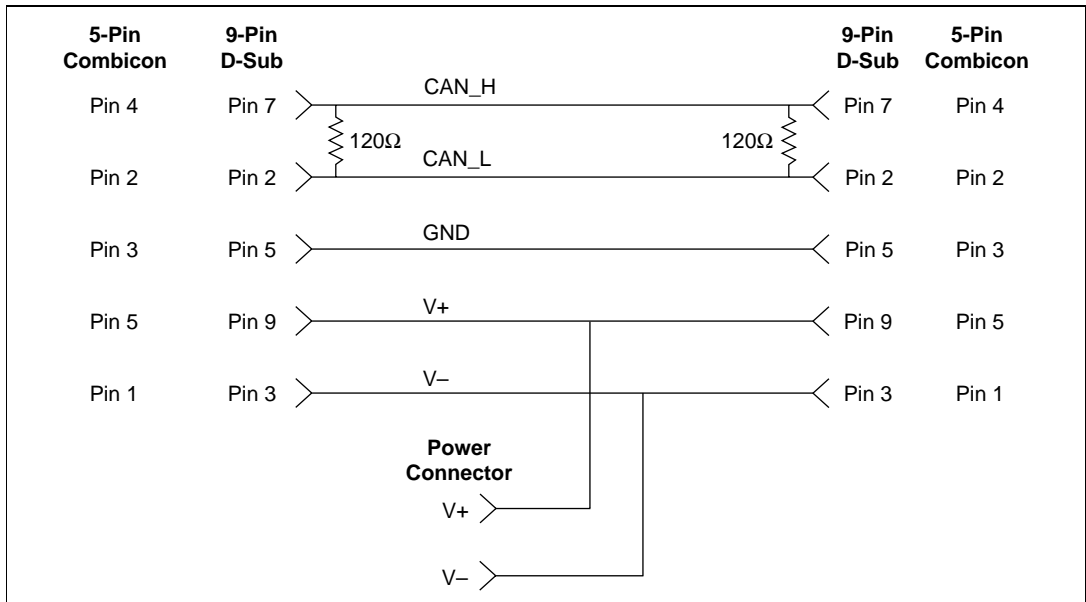 5-Pin Combicon 9-Pin D-Sub 9-Pin D-Sub 5-Pin Combicon
Pin 4 Pin 7 CAN_H Pin 7 Pin 4
120Ω 120Ω
Pin 2 Pin 2 CAN_L Pin 2 Pin 2
Pin 3 Pin 5 GND Pin 5 Pin 3
Pin 5 Pin 9 V+ Pin 9 Pin 5
Pin 1 Pin 3 V– Pin 3 Pin 1
Power
Connector
V+
V–